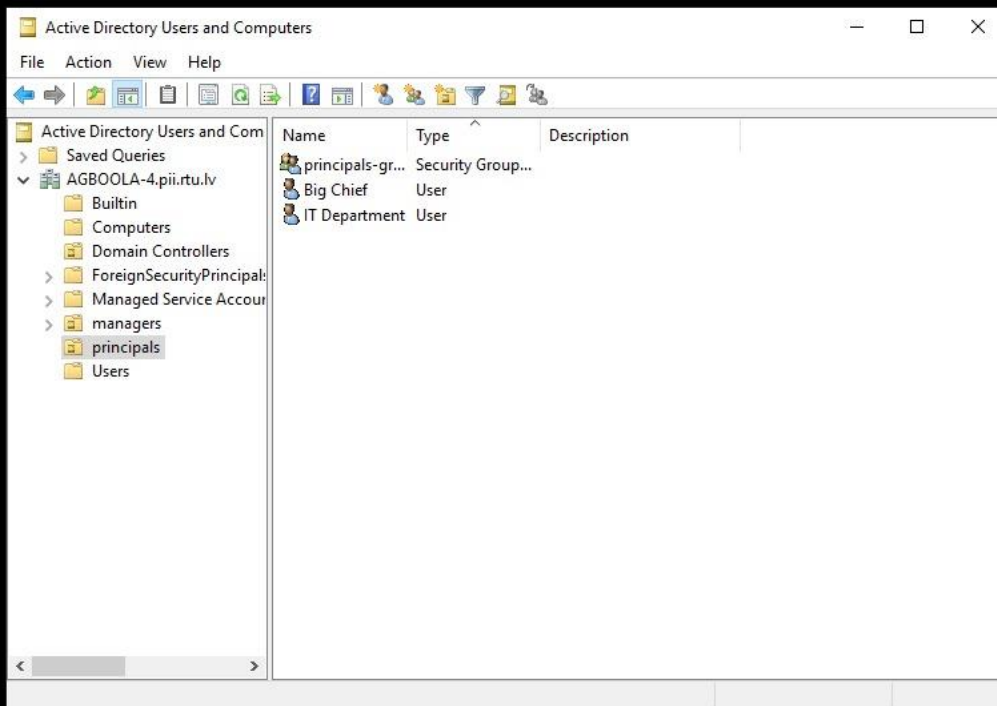 Active Directory Users and Computers
File Action View Help
Active Directory Users and Com
Saved Queries
AGBOOLA-4.pii.rtu.lv
Builtin
Computers
Domain Controllers
ForeignSecurityPrincipals
Managed Service Accour
managers
principals
Users
Name Type Description
principals-gr... Security Group...
Big Chief User
IT Department User